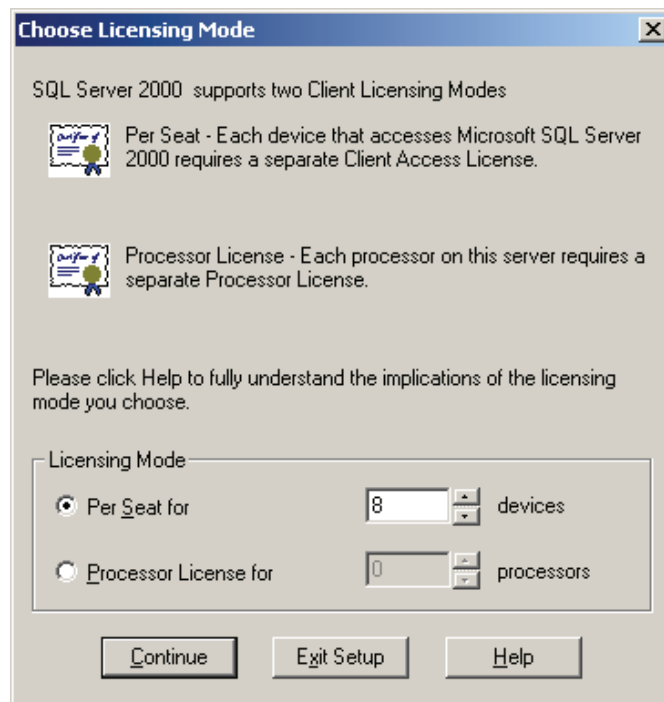 Choose Licensing Mode
SQL Server 2000 supports two Client Licensing Modes
Per Seat - Each device that accesses Microsoft SQL Server
2000 requires a separate Client Access License.
Processor License - Each processor on this server requires a
separate Processor License.
Please click Help to fully understand the implications of the licensing
mode you choose.
Licensing Mode
Per Seat for 8 devices
Processor License for 0 processors
Continue Exit Setup Help